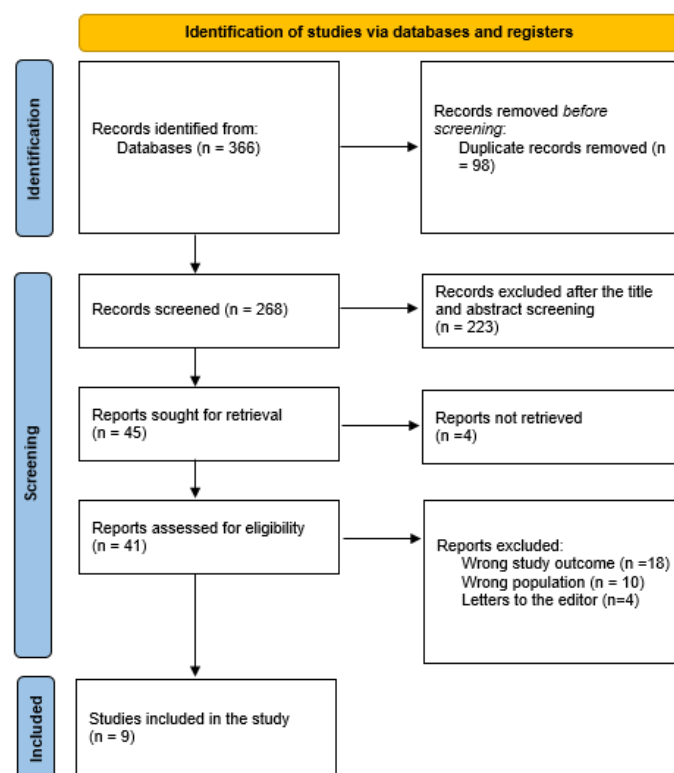 Identification of studies via databases and registers
Identification
Records identified from:
Databases (n = 366)
Records removed before
screening:
Duplicate records removed (n
= 98)
Screening
Records screened (n = 268)
Records excluded after the title
and abstract screening
(n = 223)
Reports sought for retrieval
(n = 45)
Reports not retrieved
(n =4)
Reports assessed for eligibility
(n = 41)
Reports excluded:
Wrong study outcome (n =18)
Wrong population (n = 10)
Letters to the editor (n=4)
Included
Studies included in the study
(n = 9)